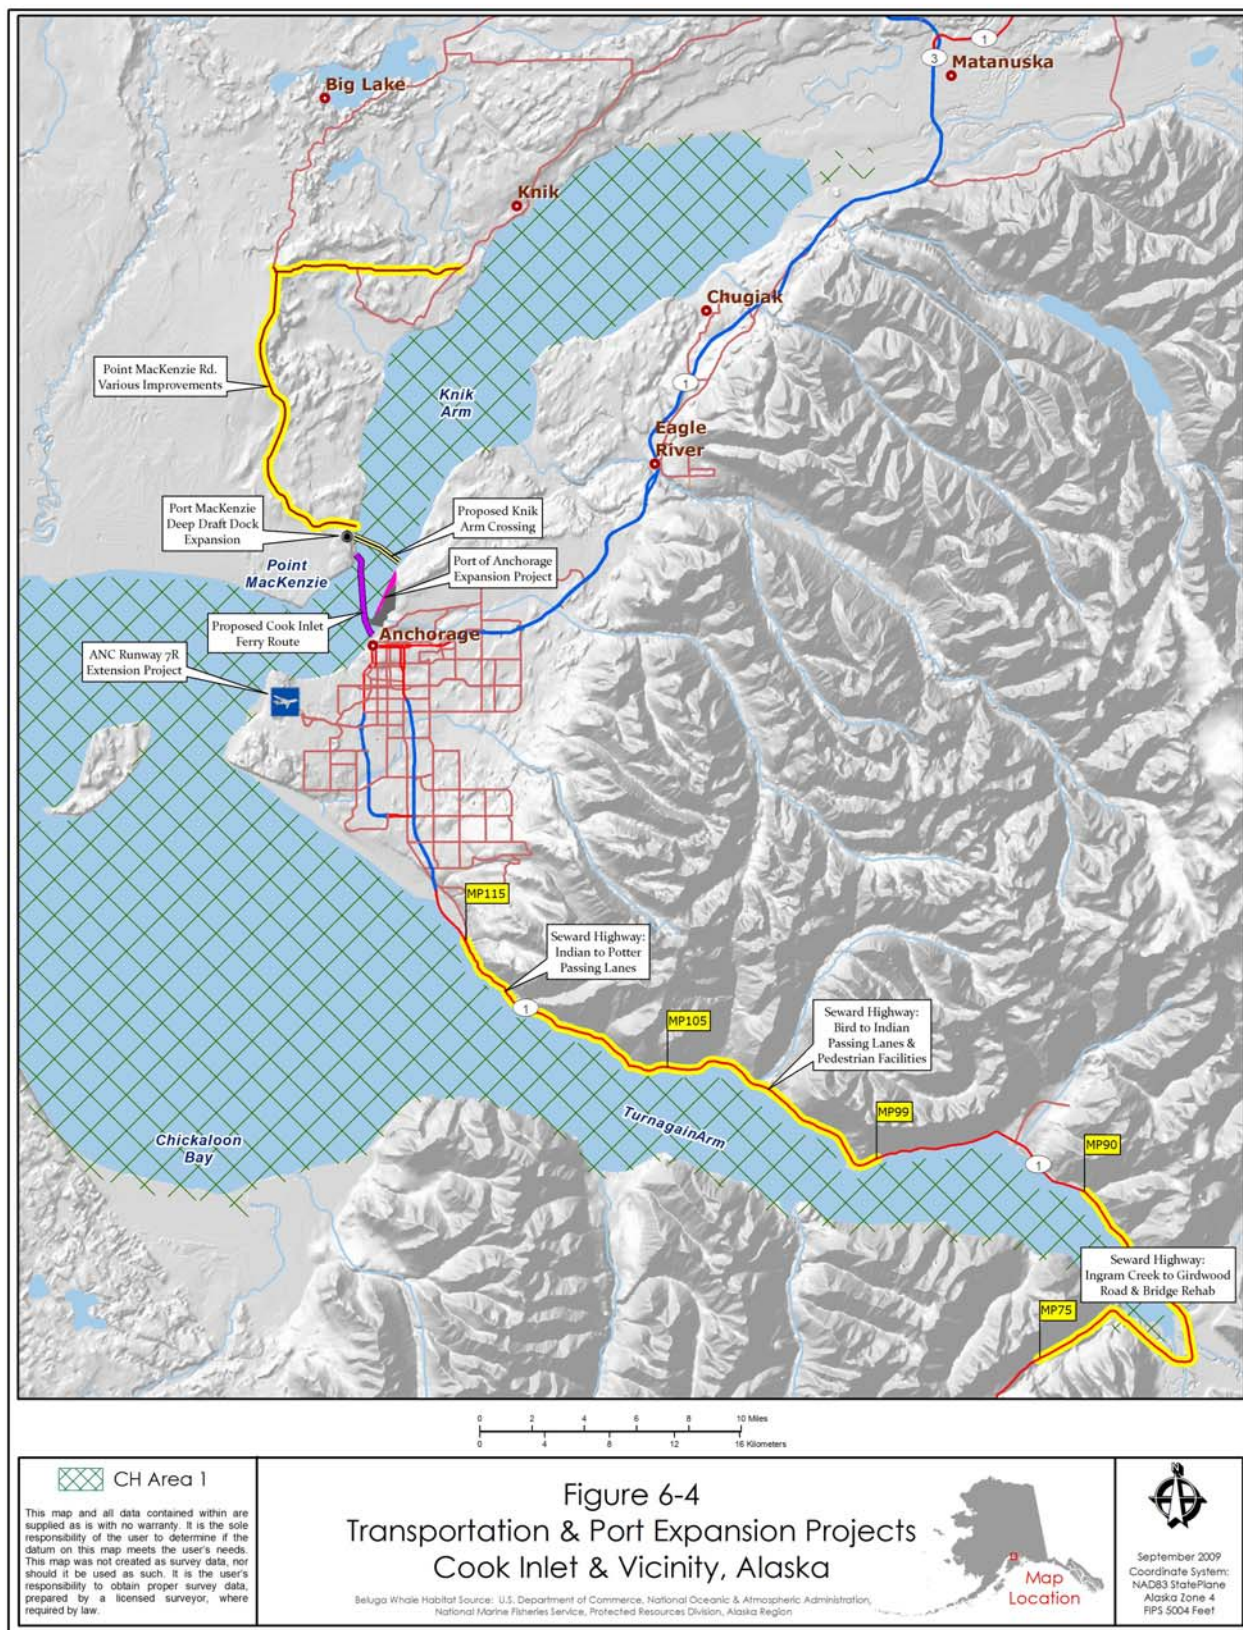 1
3
Matanuska
Big Lake
Knik
Chugiak
Point MacKenzie Rd.
Various Improvements
1
Knik
Arm
Eagle
River
Port MacKenzie
Deep Draft Dock
Expansion
Proposed Knik
Arm Crossing
Point
MacKenzie
Port of Anchorage
Expansion Project
Proposed Cook Inlet
Ferry Route
Anchorage
ANC Runway 7R
Extension Project
MP115
Seward Highway:
Indian to Potter
Passing Lanes
1
MP105
Seward Highway:
Bird to Indian
Passing Lanes &
Pedestrian Facilities
MP99
TurnagainArm
Chickaloon
Bay
MP90
1
Seward Highway:
Ingram Creek to Girdwood
Road & Bridge Rehab
MP75
0 2 4 6 8 10 Miles
0 4 8 12 16 Kilometers
CH Area 1
This map and all data contained within are
supplied as is with no warranty. It is the sole
responsibility of the user to determine if the
datum on this map meets the user's needs.
This map was not created as survey data, nor
should it be used as such. It is the user's
responsibility to obtain proper survey data,
prepared by a licensed surveyor, where
required by law.
Figure 6-4
Transportation & Port Expansion Projects
Cook Inlet & Vicinity, Alaska
Beluga Whale Habitat Source: U.S. Department of Commerce, National Oceanic & Atmospheric Administration,
National Marine Fisheries Service, Protected Resources Division, Alaska Region
Map
Location
September 2009
Coordinate System:
NAD83 StatePlane
Alaska Zone 4
FIPS 5004 Feet